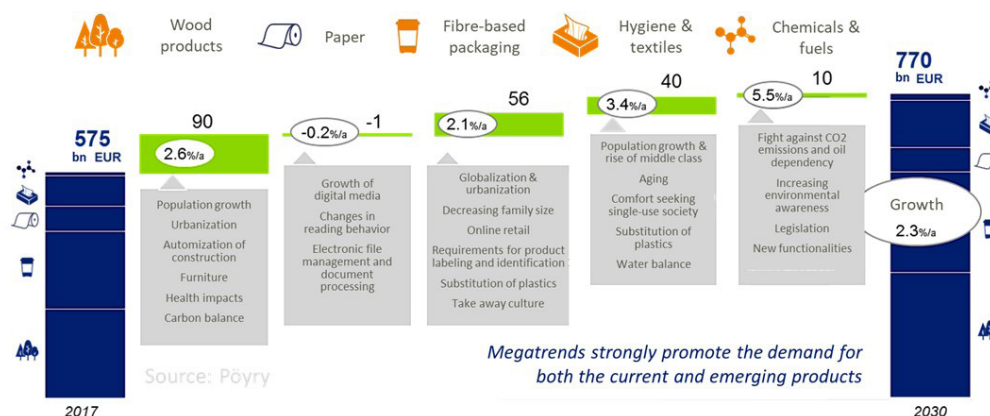 Wood
products
Paper
Fibre-based
packaging
Hygiene &
textiles
Chemicals
& fuels
575
bn EUR
90
2.6%/a
-0.2%/a
-1
2.1%/a
56
3.4%/a
40
5.5%/a
10
770
bn EUR
Population growth
Urbanization
Automization of
construction
Furniture
Health impacts
Carbon balance
Growth of
digital media
Changes in
reading behavior
Electronic file
management and
document
processing
Globalization &
urbanization
Decreasing family size
Online retail
Requirements for product
labeling and identification
Substitution of plastics
Take away culture
Population growth &
rise of middle class
Aging
Comfort seeking
single-use society
Substitution of
plastics
Water balance
Fight against CO2
emissions and oil
dependency
Increasing
environmental
awareness
Legislation
New functionalities
Growth
2.3%/a
Megatrends strongly promote the demand for
both the current and emerging products
Source: Pöyry
2017
2030